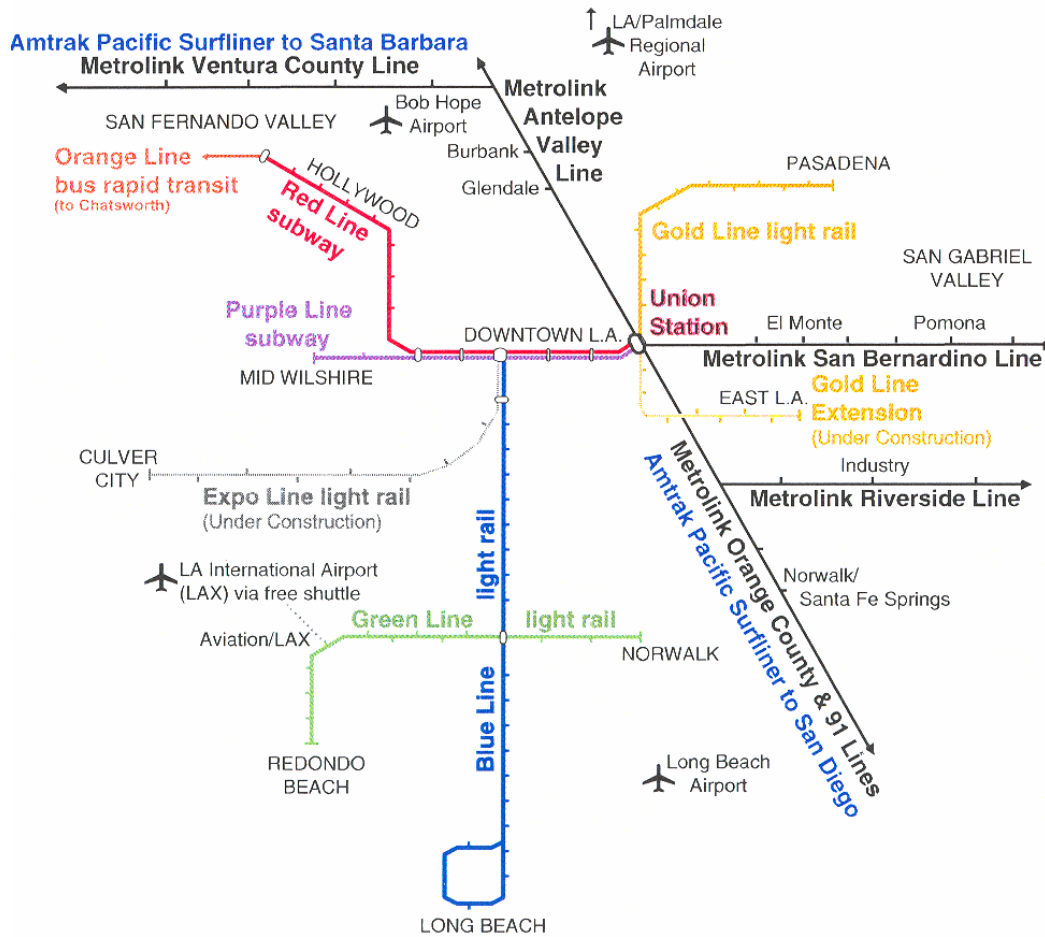 LA/Palmdale
Regional
Airport
Amtrak Pacific Surfliner to Santa Barbara
Metrolink Ventura County Line
Metrolink
Antelope
Valley
Line
Bob Hope
Airport
SAN FERNANDO VALLEY
Burbank
Glendale
Orange Line
bus rapid transit
(to Chatsworth)
HOLLYWOOD
Red Line
subway
PASADENA
Gold Line light rail
SAN GABRIEL
VALLEY
Purple Line
subway
DOWNTOWN L.A.
Union
Station
El Monte
Pomona
Metrolink San Bernardino Line
MID WILSHIRE
EAST L.A.
Gold Line
Extension
(Under Construction)
CULVER
CITY
Expo Line light rail
(Under Construction)
Industry
Metrolink Riverside Line
Metrolink Orange County & 91 Lines
Amtrak Pacific Surfliner to San Diego
LA International Airport
(LAX) via free shuttle
Norwalk/
Santa Fe Springs
Aviation/LAX
Green Line light rail
NORWALK
Blue Line light rail
REDONDO
BEACH
Long Beach
Airport
LONG BEACH